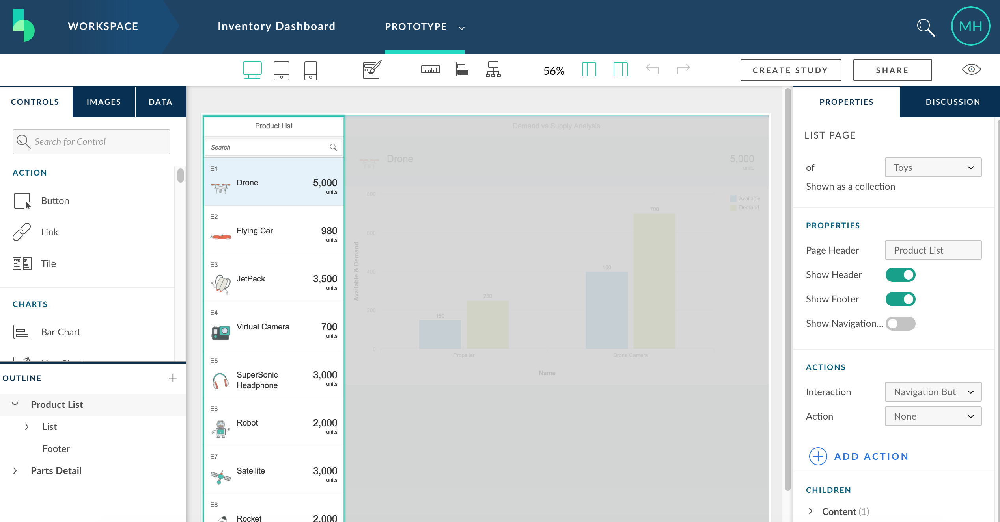 WORKSPACE
Inventory Dashboard
PROTOTYPE
MH
56%
CREATE STUDY
SHARE
CONTROLS
IMAGES
DATA
Search for Control
ACTION
Button
Link
Tile
CHARTS
Bar Chart
Line Chart
OUTLINE
Product List
List
Footer
Parts Detail
Product List
Search
E1
Drone
5,000
units
E2
Flying Car
980
units
E3
JetPack
3,500
units
E4
Virtual Camera
700
units
E5
SuperSonic
Headphone
3,000
units
E6
Robot
2,000
units
E7
Satellite
3,000
units
E8
Rocket
2,000
Demand vs Supply Analysis
Drone
5,000
units
Available
Demand
800
600
400
200
0
Available & Demand
150
250
400
700
Propeller
Drone Camera
Name
PROPERTIES
DISCUSSION
LIST PAGE
of
Toys
Shown as a collection
PROPERTIES
Page Header
Product List
Show Header
Show Footer
Show Navigation...
ACTIONS
Interaction
Navigation Butt
Action
None
ADD ACTION
CHILDREN
Content (1)